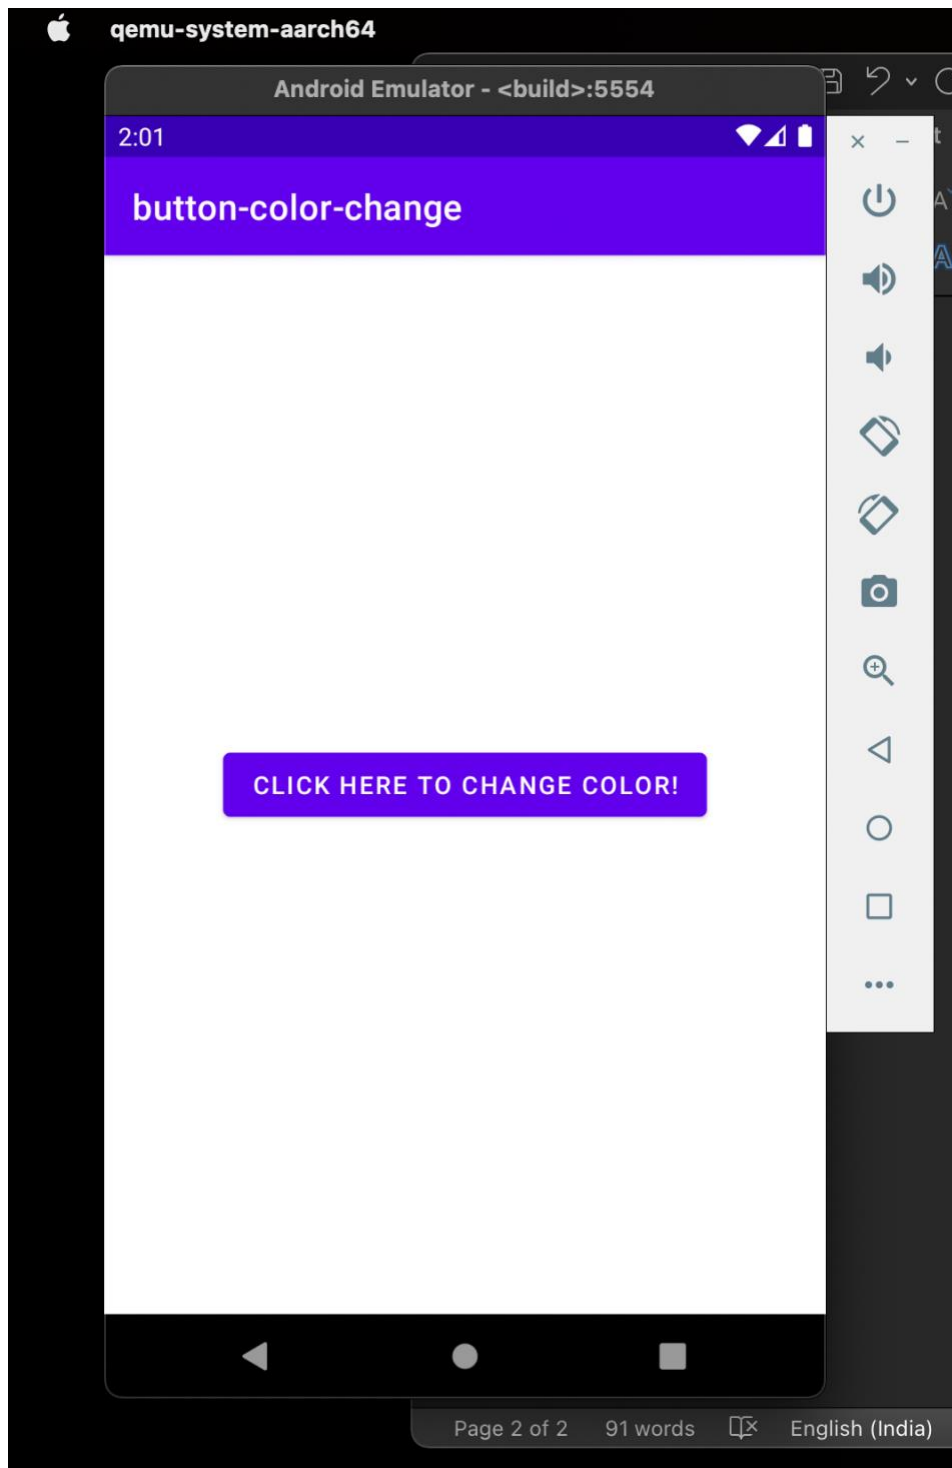 qemu-system-aarch64
Android Emulator - <build>:5554
2:01
button-color-change
CLICK HERE TO CHANGE COLOR!
Page 2 of 2 91 words English (India)